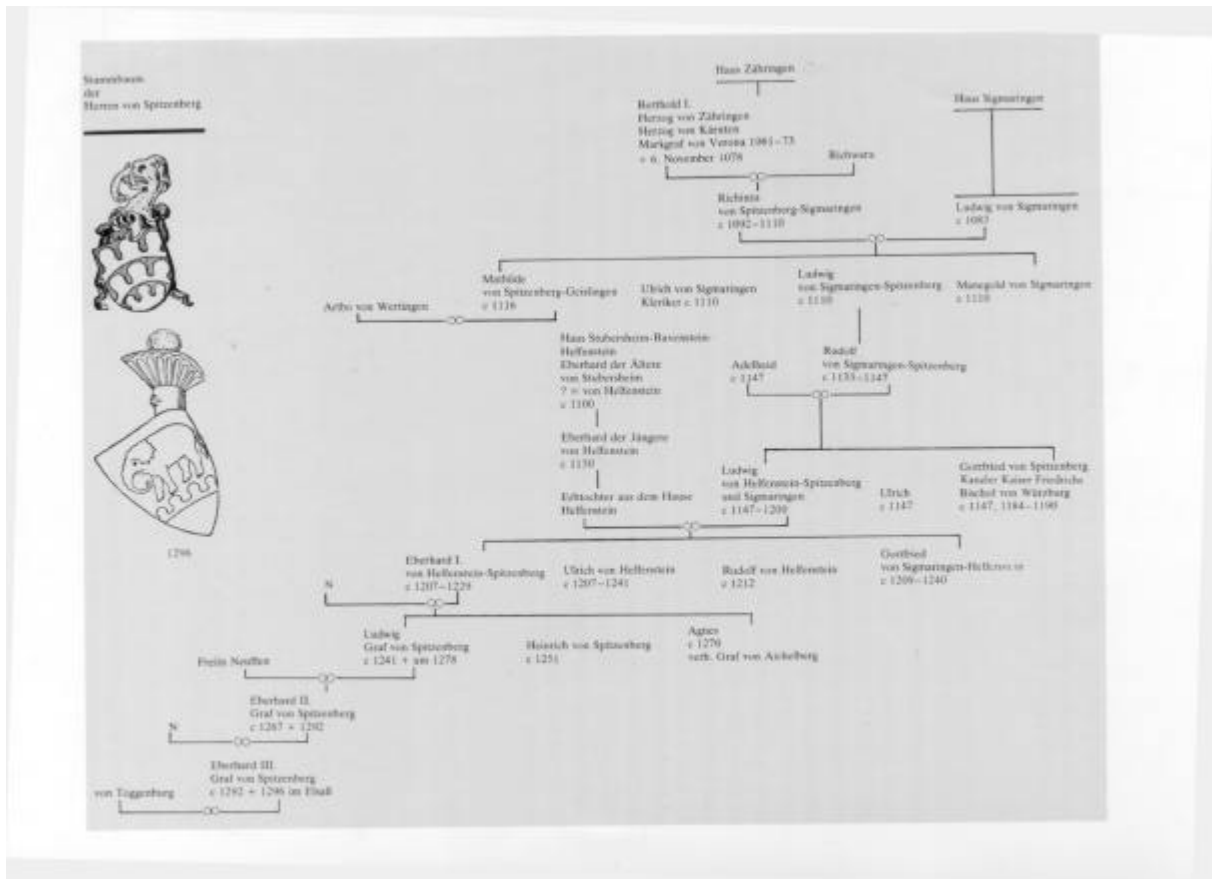 Stammbaum
der
Herren von Spitzenberg
Haus Zähringen
Berthold I.
Herzog von Zähringen
Herzog von Kärnten
Markgraf von Verona 1061–73
+ 6. November 1078
Richwara
Haus Sigmaringen
Richinza
von Spitzenberg-Sigmaringen
c 1092–1110
Ludwig von Sigmaringen
c 1083
Mathilde
von Spitzenberg-Geislingen
c 1116
Ulrich von Sigmaringen
Kleriker c 1110
Ludwig
von Sigmaringen-Spitzenberg
c 1110
Manegold von Sigmaringen
c 1110
Aribo von Wertingen
Haus Stubersheim-Ravenstein-
Helfenstein
Eberhard der Ältere
von Stubersheim
? = von Helfenstein
c 1100
Adelheid
c 1147
Rudolf
von Sigmaringen-Spitzenberg
c 1133–1147
Eberhard der Jüngere
von Helfenstein
c 1150
Erbtochter aus dem Hause
Helfenstein
Ludwig
von Helfenstein-Spitzenberg
und Sigmaringen
c 1147–1200
Ulrich
c 1147
Gottfried von Spitzenberg
Kanzler Kaiser Friedrichs
Bischof von Würzburg
c 1147, 1184–1190
1296
N
Eberhard I.
von Helfenstein-Spitzenberg
c 1207–1229
Ulrich von Helfenstein
c 1207–1241
Rudolf von Helfenstein
c 1212
Gottfried
von Sigmaringen-Helfenstein
c 1209–1240
Freiin Neuffen
Ludwig
Graf von Spitzenberg
c 1241 + um 1278
Heinrich von Spitzenberg
c 1251
Agnes
c 1270
verh. Graf von Aichelberg
N
Eberhard II.
Graf von Spitzenberg
c 1267 + 1292
von Toggenburg
Eberhard III.
Graf von Spitzenberg
c 1292 + 1296 im Elsaß